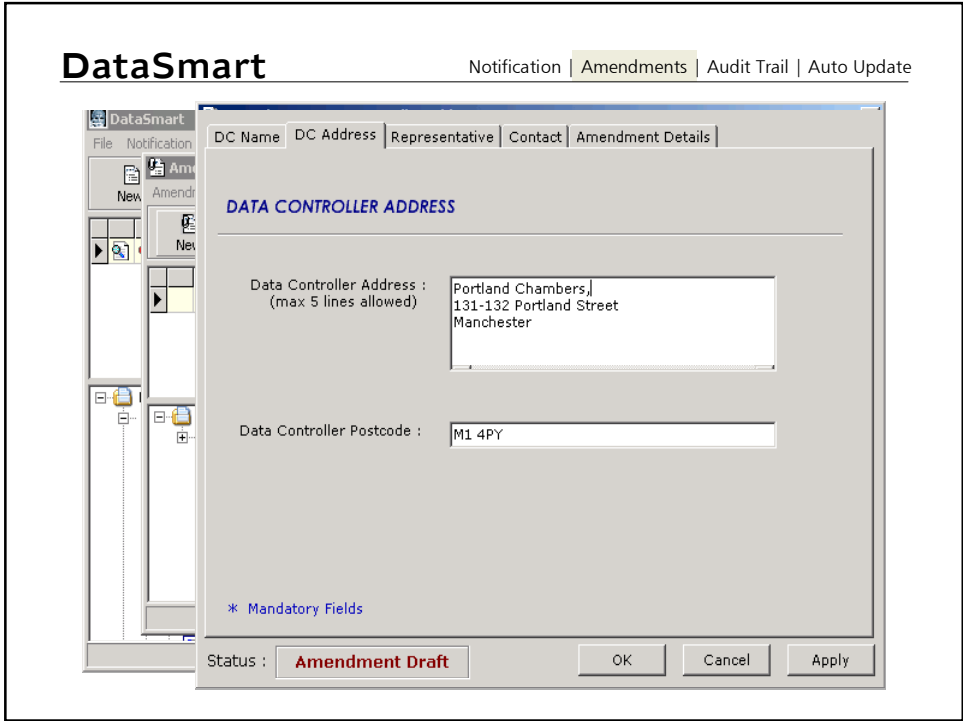 DataSmart
Notification | Amendments | Audit Trail | Auto Update
DataSmart
File Notification
New
Amendr
New
DC Name
DC Address
Representative
Contact
Amendment Details
DATA CONTROLLER ADDRESS
Data Controller Address :
(max 5 lines allowed)
Portland Chambers,
131-132 Portland Street
Manchester
Data Controller Postcode :
M1 4PY
* Mandatory Fields
Status :
Amendment Draft
OK
Cancel
Apply